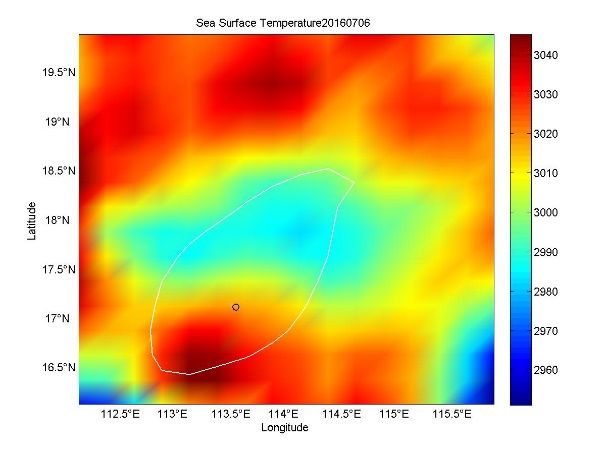 Sea Surface Temperature20160706
19.5°N
19°N
18.5°N
18°N
17.5°N
17°N
16.5°N
Latitude
112.5°E 113°E 113.5°E 114°E 114.5°E 115°E 115.5°E
Longitude
3040
3030
3020
3010
3000
2990
2980
2970
2960